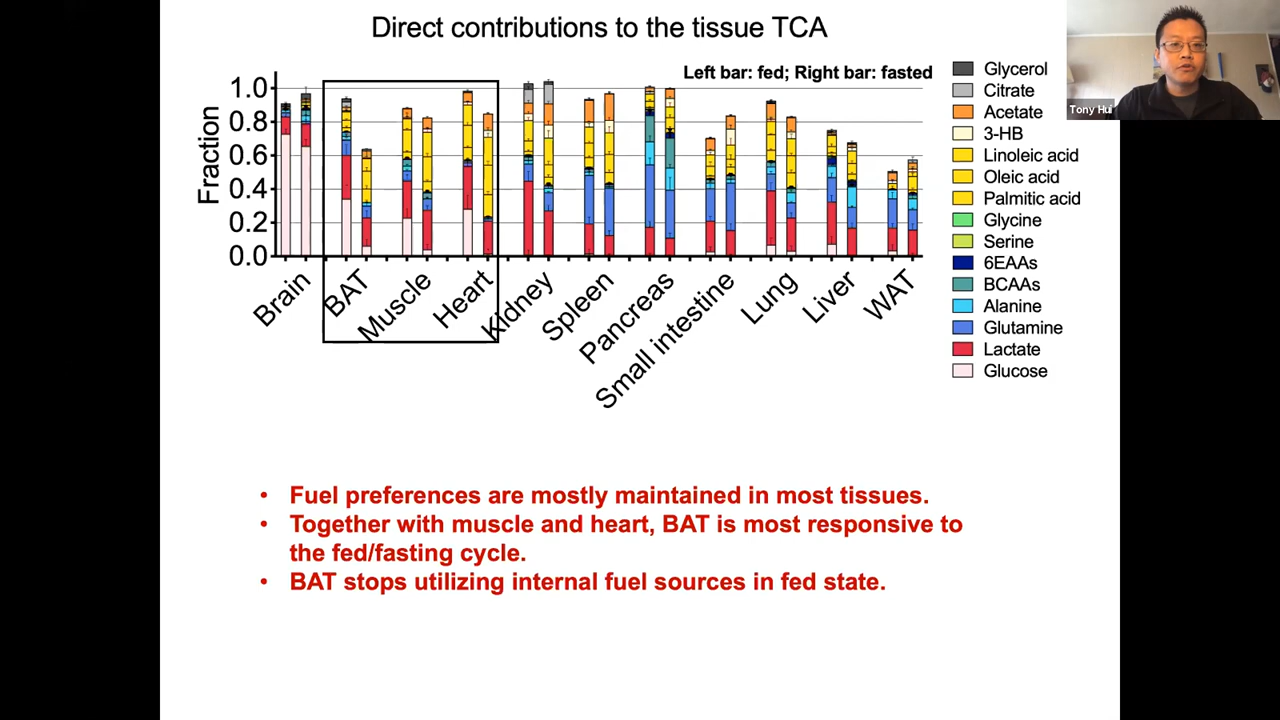 Direct contributions to the tissue TCA
Left bar: fed; Right bar: fasted
Fraction
1.0
0.8
0.6
0.4
0.2
0.0
Brain
BAT
Muscle
Heart
Kidney
Spleen
Pancreas
Small intestine
Lung
Liver
WAT
Glycerol
Citrate
Acetate
3-HB
Linoleic acid
Oleic acid
Palmitic acid
Glycine
Serine
6EAAs
BCAAs
Alanine
Glutamine
Lactate
Glucose
Tony Hui
• Fuel preferences are mostly maintained in most tissues.
• Together with muscle and heart, BAT is most responsive to
the fed/fasting cycle.
• BAT stops utilizing internal fuel sources in fed state.